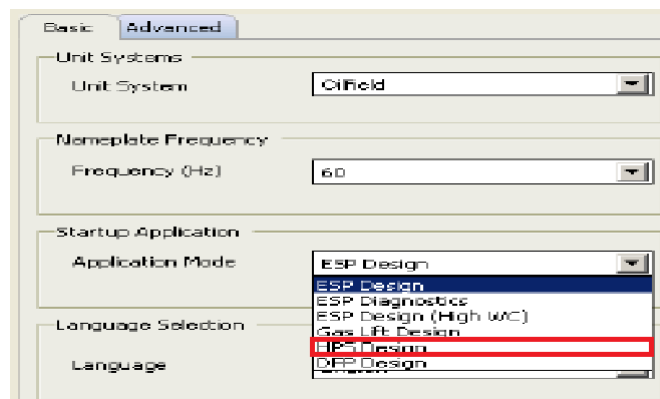 Basic Advanced
Unit Systems
Unit System Oilfield
Nameplate Frequency
Frequency (Hz) 60
Startup Application
Application Mode ESP Design
ESP Design
ESP Diagnostics
ESP Design (High WC)
Gas Lift Design
Language Selection
HPS Design
Language DFP Design